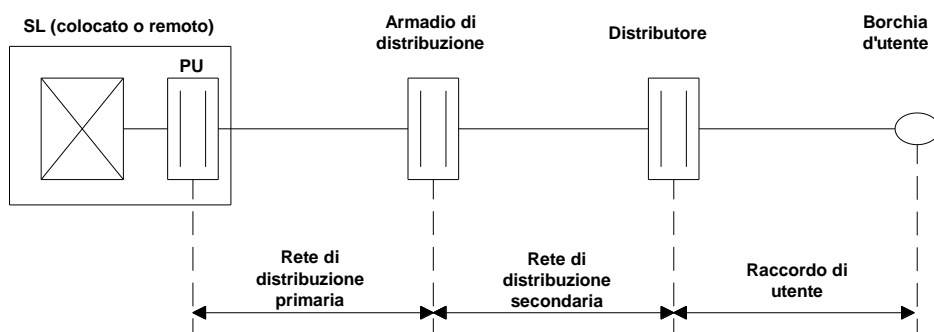 SL (colocato o remoto)
PU
Armadio di
distribuzione
Distributore
Borchia
d'utente
Rete di
distribuzione
primaria
Rete di
distribuzione
secondaria
Raccordo di
utente